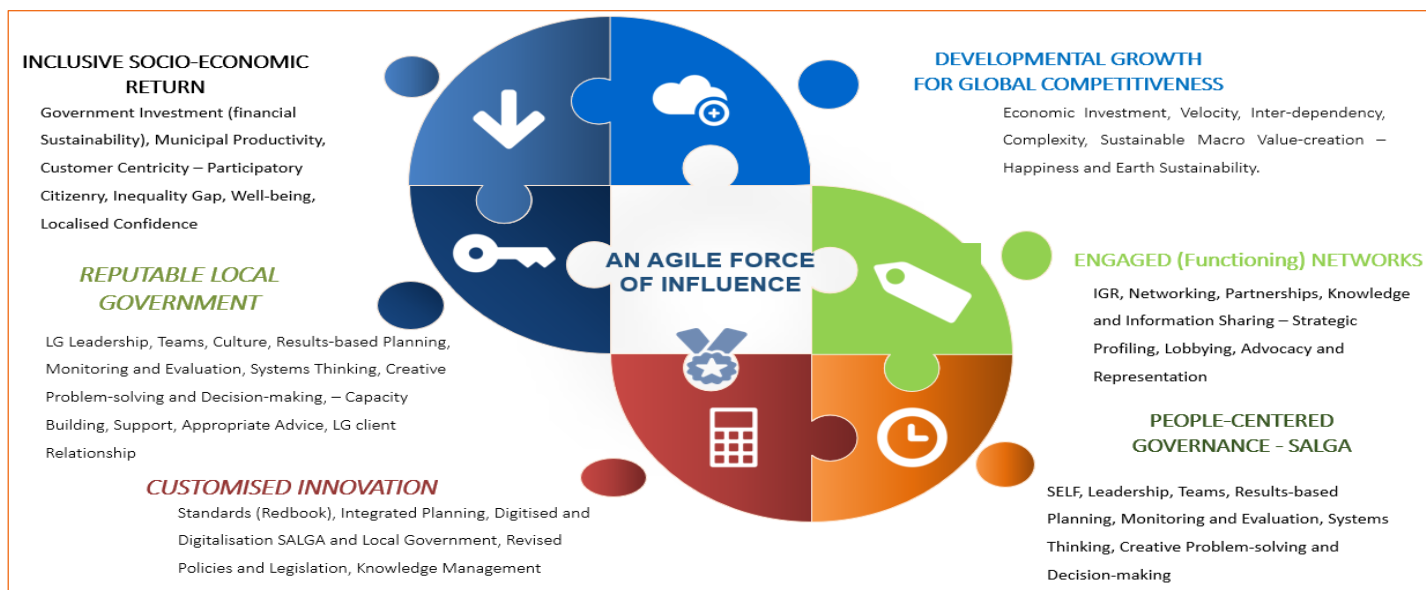 INCLUSIVE SOCIO-ECONOMIC
RETURN
Government Investment (financial
Sustainability), Municipal Productivity,
Customer Centricity – Participatory
Citizenry, Inequality Gap, Well-being,
Localised Confidence
REPUTABLE LOCAL
GOVERNMENT
LG Leadership, Teams, Culture, Results-based Planning,
Monitoring and Evaluation, Systems Thinking, Creative
Problem-solving and Decision-making, – Capacity
Building, Support, Appropriate Advice, LG client
Relationship
CUSTOMISED INNOVATION
Standards (Redbook), Integrated Planning, Digitised and
Digitalisation SALGA and Local Government, Revised
Policies and Legislation, Knowledge Management
AN AGILE FORCE
OF INFLUENCE
DEVELOPMENTAL GROWTH
FOR GLOBAL COMPETITIVENESS
Economic Investment, Velocity, Inter-dependency,
Complexity, Sustainable Macro Value-creation –
Happiness and Earth Sustainability.
ENGAGED (Functioning) NETWORKS
IGR, Networking, Partnerships, Knowledge
and Information Sharing – Strategic
Profiling, Lobbying, Advocacy and
Representation
PEOPLE-CENTERED
GOVERNANCE - SALGA
SELF, Leadership, Teams, Results-based
Planning, Monitoring and Evaluation, Systems
Thinking, Creative Problem-solving and
Decision-making